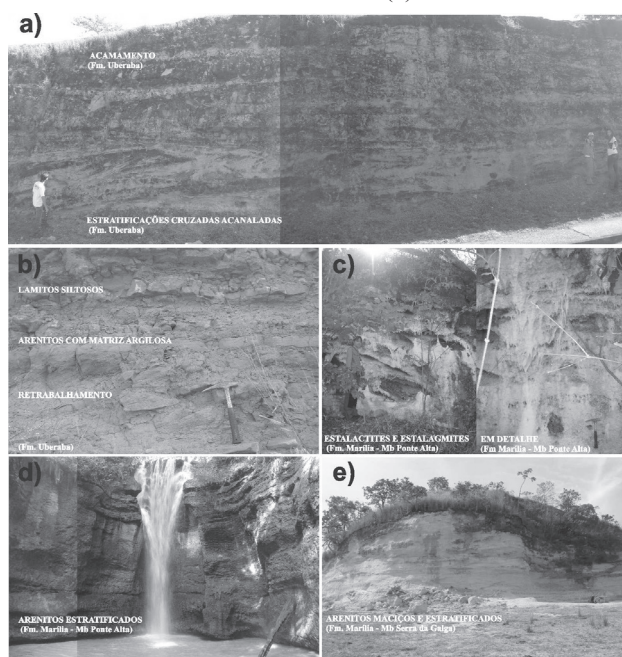 a)
ACAMAMENTO
(Fm. Uberaba)
ESTRATIFICAÇÕES CRUZADAS ACANALADAS
(Fm. Uberaba)
b)
LAMITOS SILTOSOS
ARENITOS COM MATRIZ ARGILOSA
RETRABALHAMENTO
(Fm. Uberaba)
c)
ESTALACTITES E ESTALAGMITES
(Fm. Marília - Mb Ponte Alta)
EM DETALHE
(Fm Marília - Mb Ponte Alta)
d)
ARENITOS ESTRATIFICADOS
(Fm. Marília - Mb Ponte Alta)
e)
ARENITOS MACIÇOS E ESTRATIFICADOS
(Fm. Marília - Mb Serra da Galga)